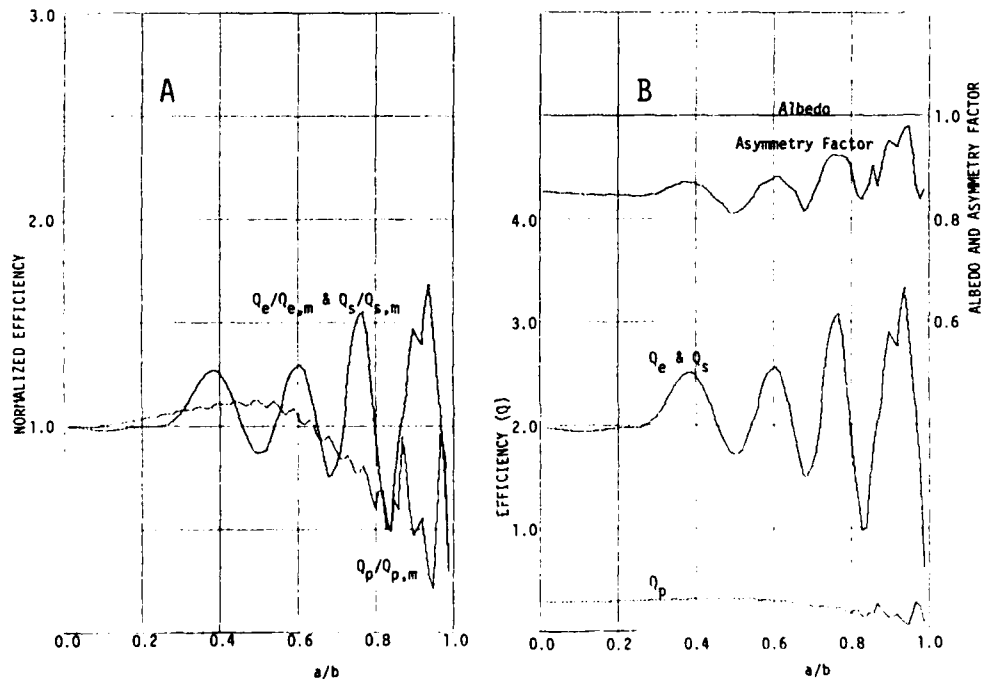 A
NORMALIZED EFFICIENCY
3.0
2.0
1.0
Q_e/Q_e,m & Q_s/Q_s,m
Q_p/Q_p,m
0.0 0.2 0.4 0.6 0.8 1.0
a/b
B
Albedo
Asymmetry Factor
EFFICIENCY (Q)
4.0
3.0
2.0
1.0
Q_e & Q_s
Q_p
ALBEDO AND ASYMMETRY FACTOR
1.0
0.8
0.6
0.0 0.2 0.4 0.6 0.8 1.0
a/b